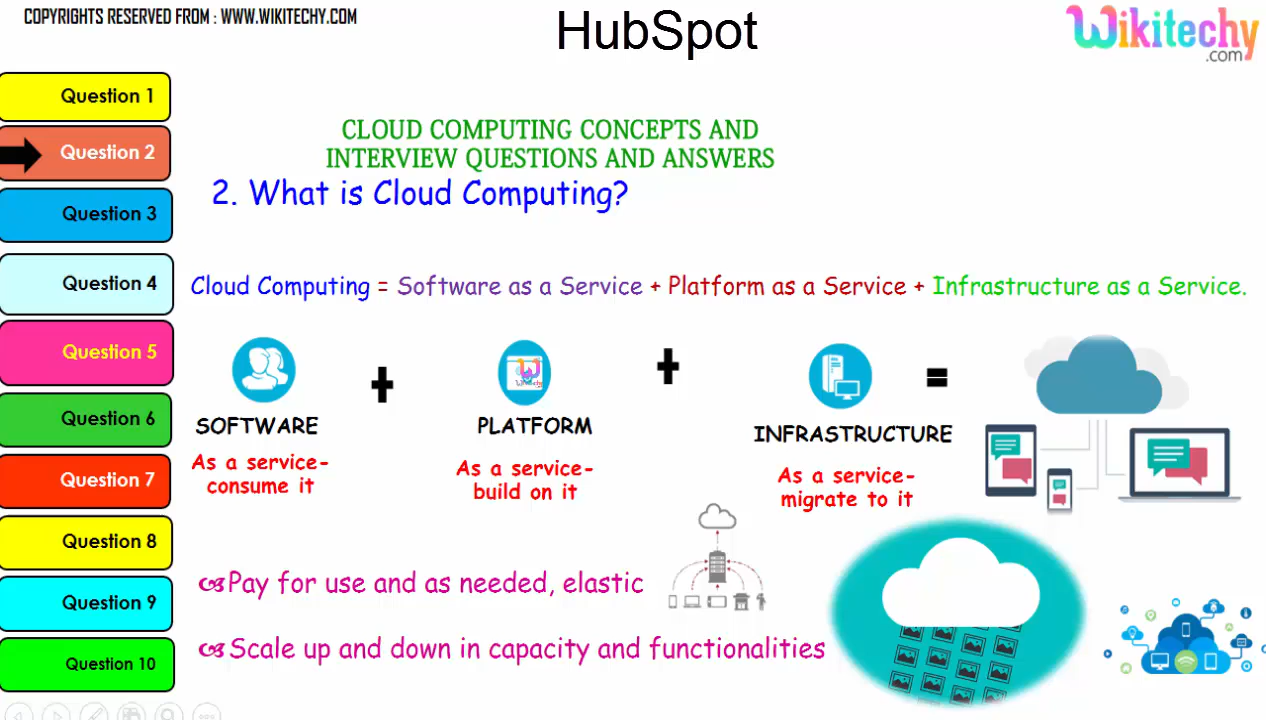 COPYRIGHTS RESERVED FROM : WWW.WIKITECHY.COM
HubSpot
Wikitechy
.com
Question 1
Question 2
Question 3
Question 4
Question 5
Question 6
Question 7
Question 8
Question 9
Question 10
CLOUD COMPUTING CONCEPTS AND
INTERVIEW QUESTIONS AND ANSWERS
2. What is Cloud Computing?
Cloud Computing = Software as a Service + Platform as a Service + Infrastructure as a Service.
+
+
=
SOFTWARE
As a service-
consume it
W
Wikitechy
PLATFORM
As a service-
build on it
INFRASTRUCTURE
As a service-
migrate to it
Pay for use and as needed, elastic
Scale up and down in capacity and functionalities